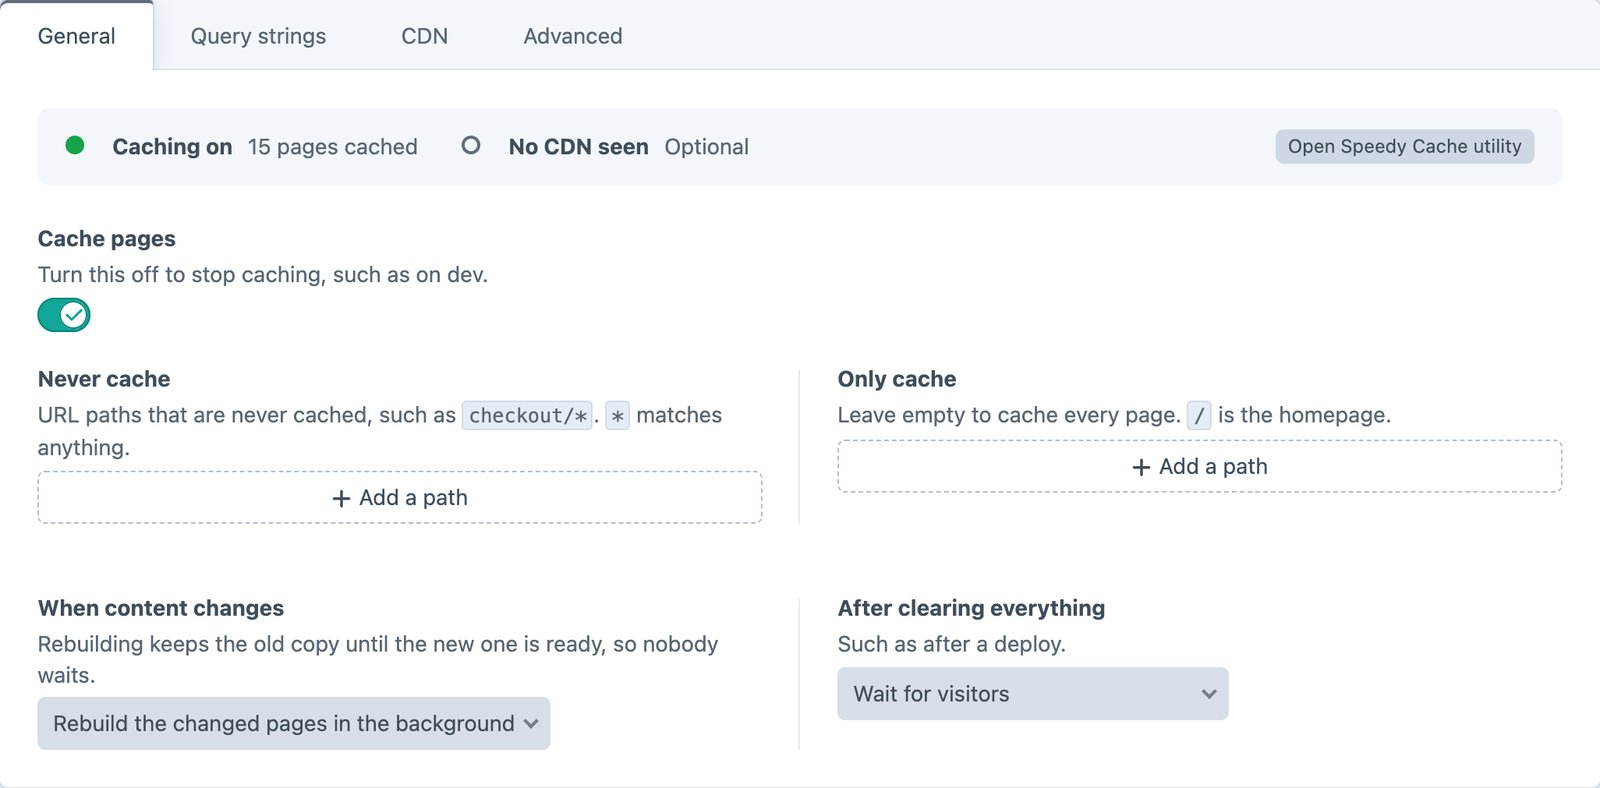 General
Query strings
CDN
Advanced
Caching on 15 pages cached
No CDN seen Optional
Open Speedy Cache utility
Cache pages
Turn this off to stop caching, such as on dev.
Never cache
URL paths that are never cached, such as checkout/*. * matches
anything.
+ Add a path
Only cache
Leave empty to cache every page. / is the homepage.
+ Add a path
When content changes
Rebuilding keeps the old copy until the new one is ready, so nobody
waits.
Rebuild the changed pages in the background
After clearing everything
Such as after a deploy.
Wait for visitors